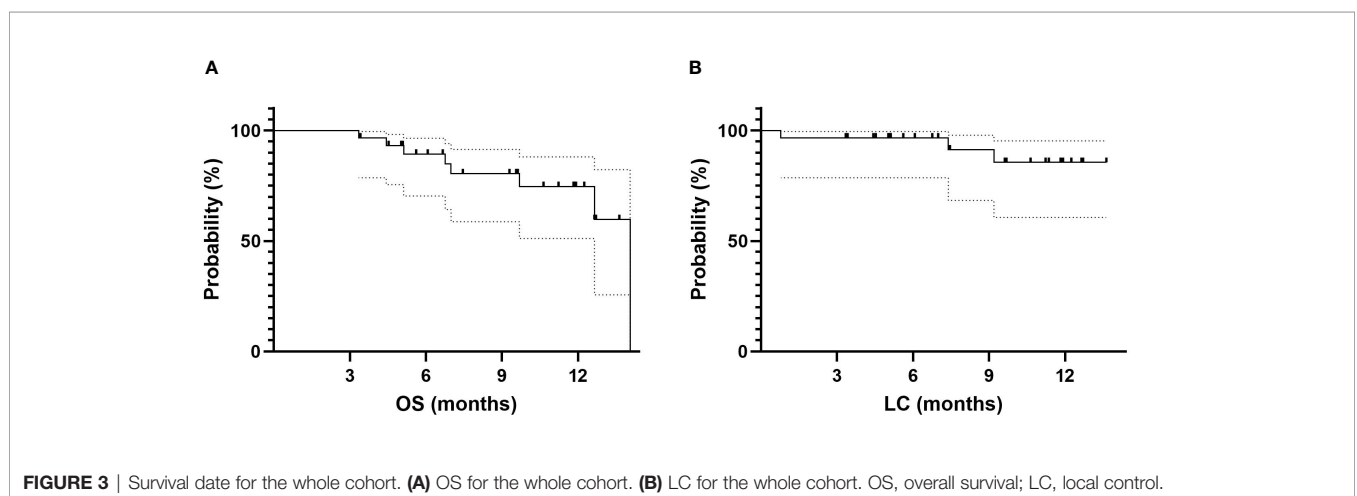 A
B
100
50
0
Probability (%)
3 6 9 12
OS (months)
100
50
0
Probability (%)
3 6 9 12
LC (months)
FIGURE 3 | Survival date for the whole cohort. (A) OS for the whole cohort. (B) LC for the whole cohort. OS, overall survival; LC, local control.